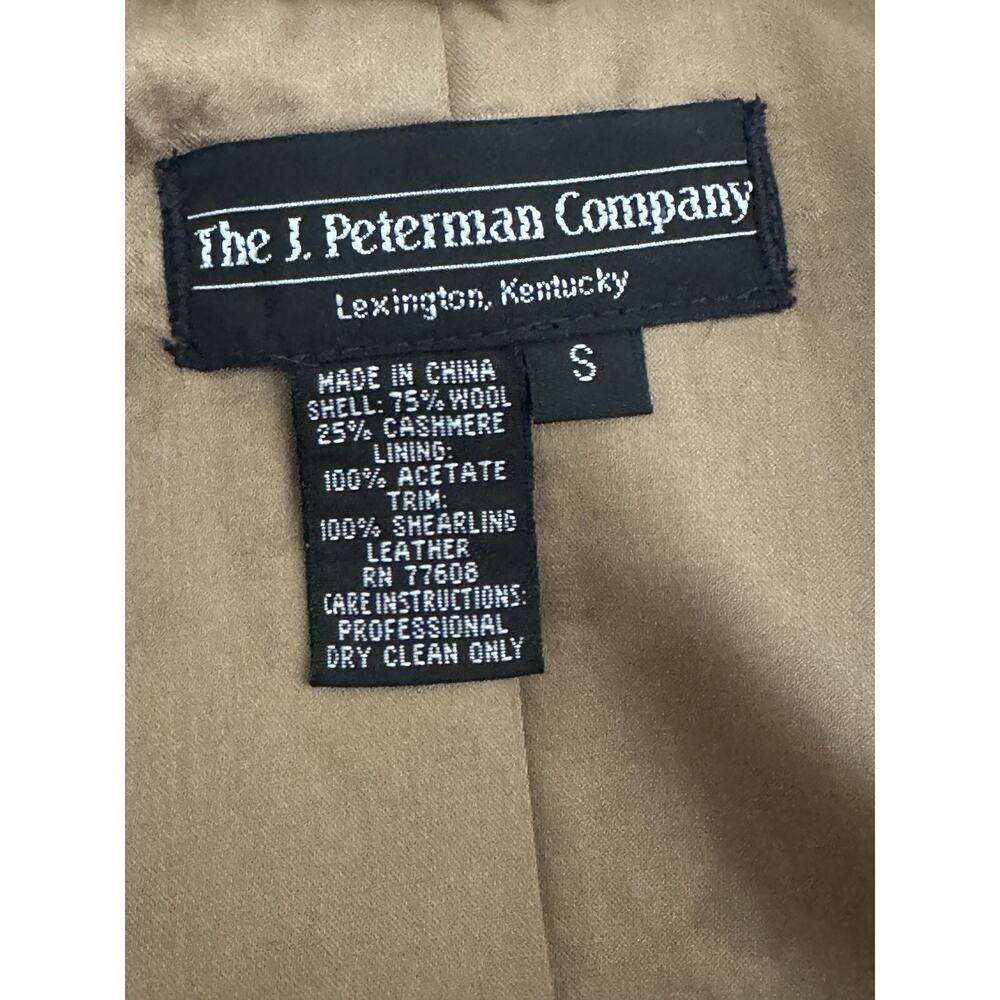 The J. Peterman Company
Lexington, Kentucky
S
MADE IN CHINA
SHELL: 75% WOOL
25% CASHMERE
LINING:
100% ACETATE
TRIM:
100% SHEARLING
LEATHER
RN 77608
CARE INSTRUCTIONS:
PROFESSIONAL
DRY CLEAN ONLY